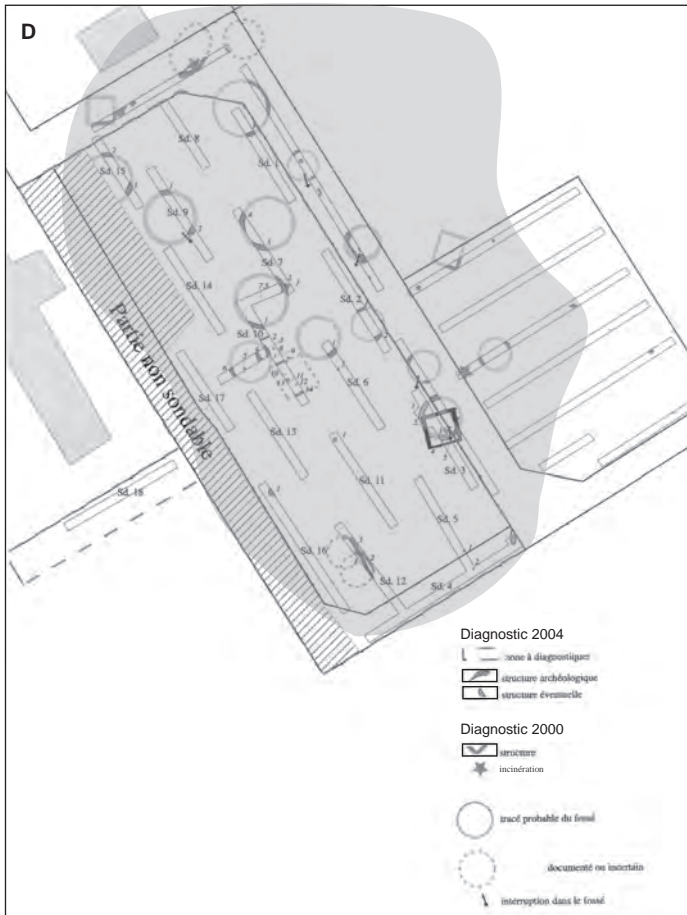 D
Sd. 8
Sd. 1
Sd. 15
Sd. 9
Sd. 7
Sd. 14
Sd. 2
7.5
Sd. 10
Sd. 6
Sd. 17
Partie non sondable
Sd. 13
Sd. 11
Sd. 3
Sd. 18
Sd. 5
Sd. 16
Sd. 12
Sd. 4
Diagnostic 2004
à diagnostiquer
structure archéologique
structure éventuelle
Diagnostic 2000
structure
incinération
tracé probable du fossé
documenté ou incertain
interruption dans le fossé